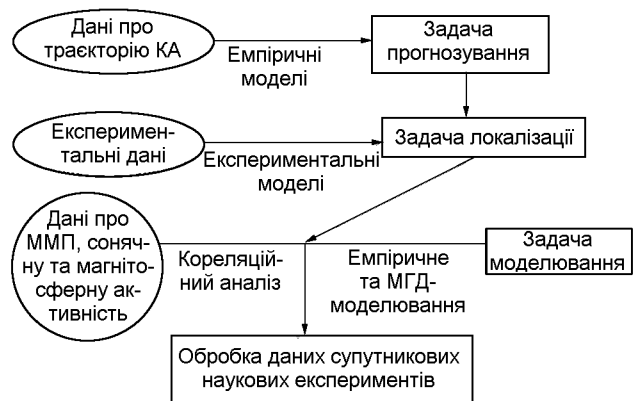 Дані про
траєкторію КА
Емпіричні
моделі
Задача
прогнозування
Експеримен-
тальні дані
Експериментальні
моделі
Задача локалізації
Дані про
ММП, соняч-
ну та магніто-
сферну ак-
тивність
Кореляцій-
ний аналіз
Емпіричне
та МГД-
моделювання
Задача
моделювання
Обробка даних супутникових
наукових експериментів